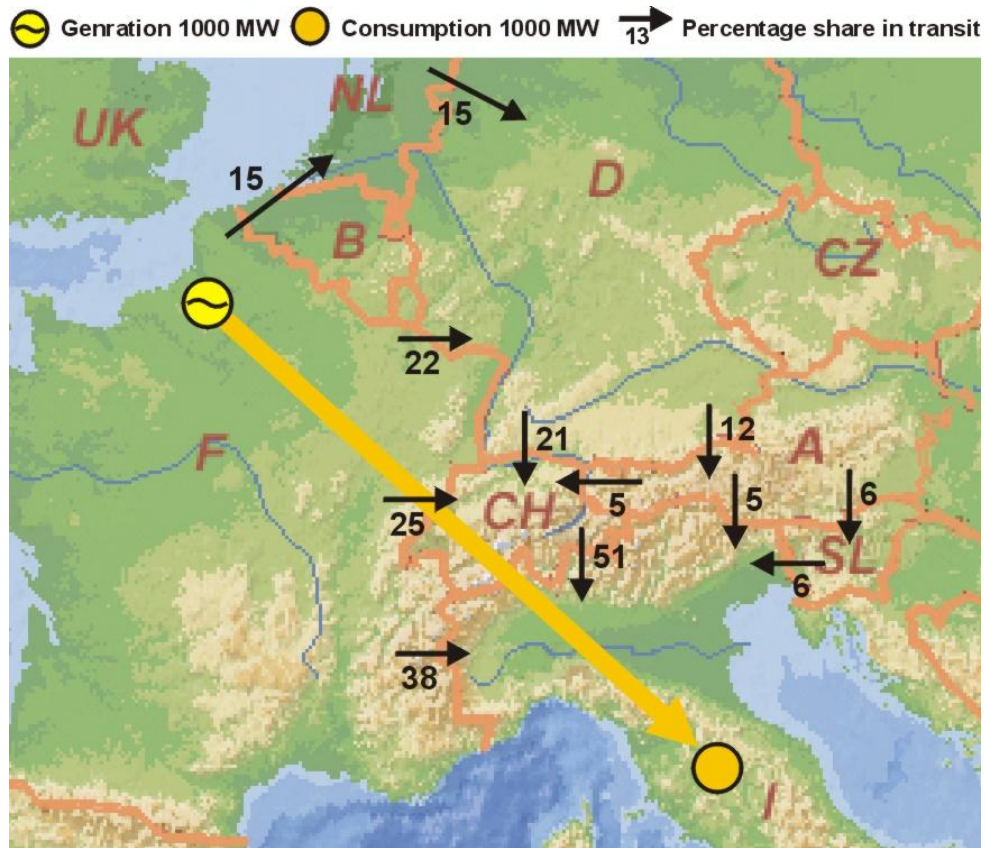 Genration 1000 MW Consumption 1000 MW 13 Percentage share in transit
NL
15
UK
15
D
B
CZ
22
F
21
12
A
CH
5
5
6
25
51
SL
6
38
I